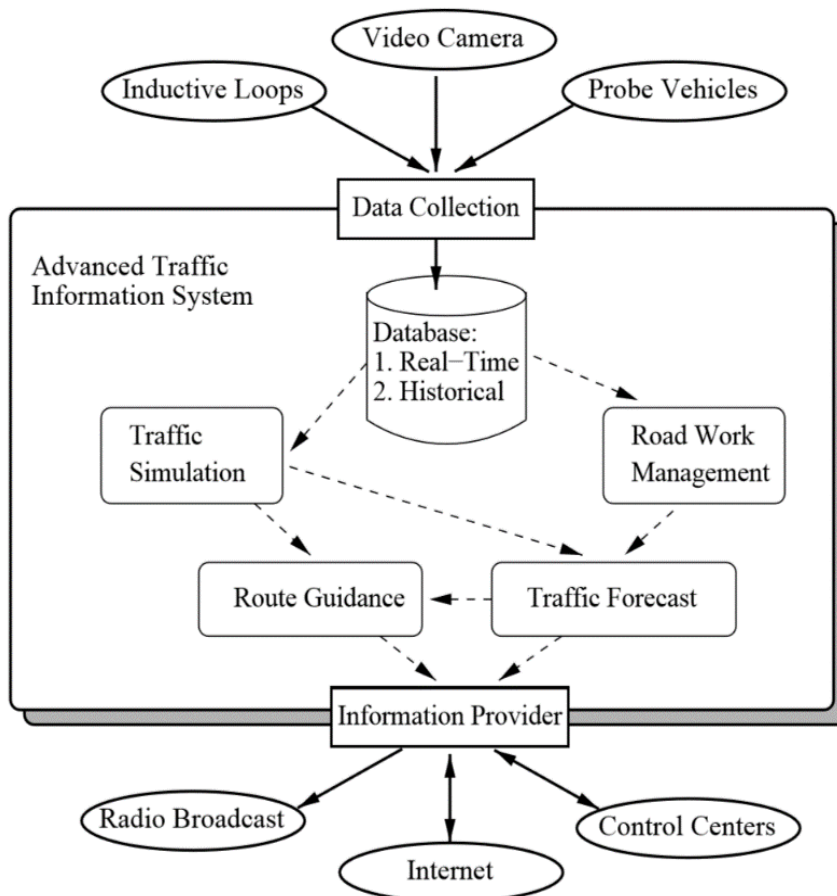 Video Camera
Inductive Loops
Probe Vehicles
Data Collection
Advanced Traffic
Information System
Database:
1. Real-Time
2. Historical
Traffic
Simulation
Road Work
Management
Route Guidance
Traffic Forecast
Information Provider
Radio Broadcast
Control Centers
Internet